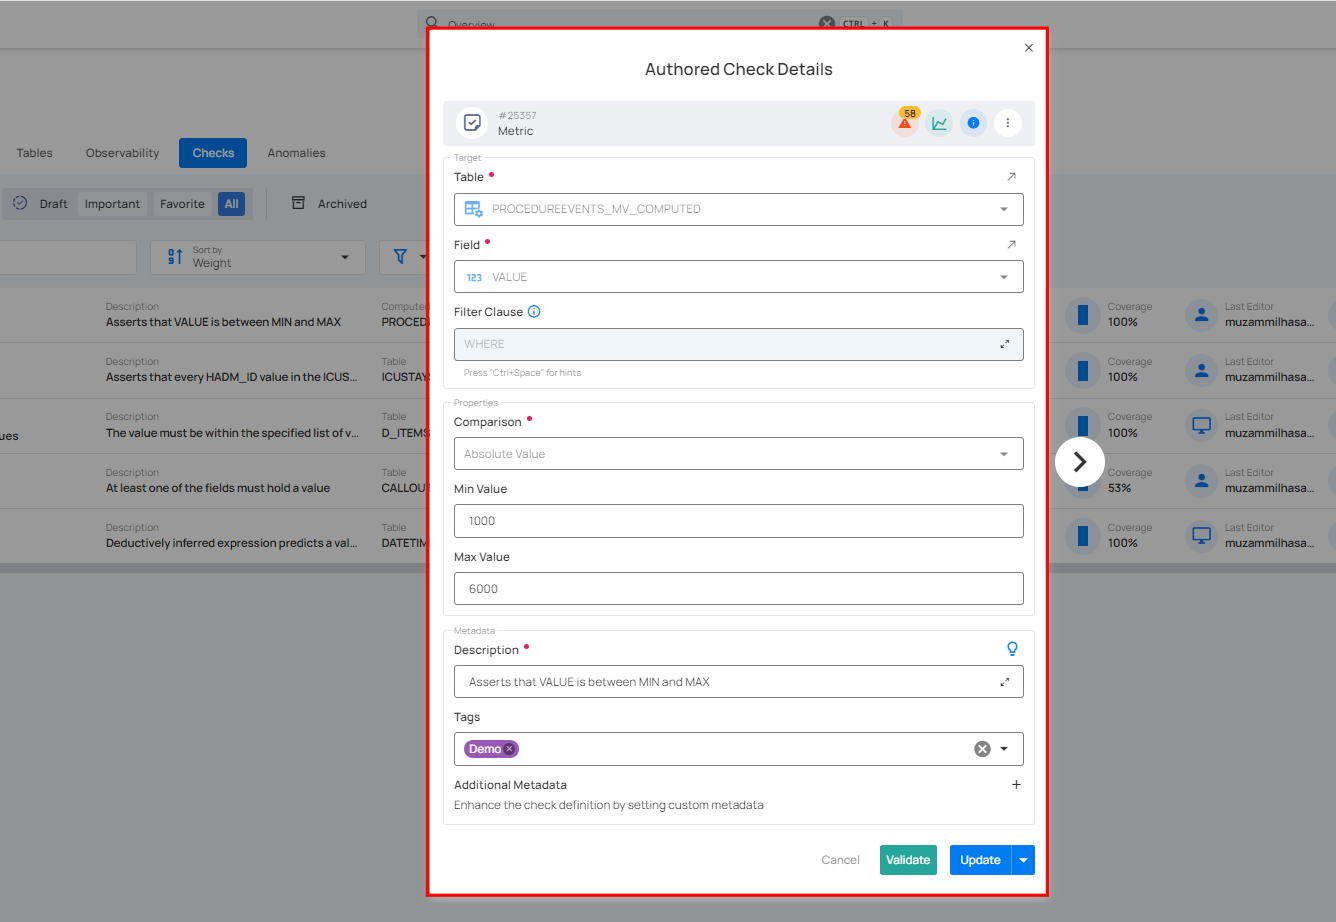 Overview
CTRL + K
Authored Check Details
#25357
Metric
58
Tables
Observability
Checks
Anomalies
Draft
Important
Favorite
All
Archived
Sort by
Weight
Target
Table
PROCEDUREEVENTS_MV_COMPUTED
Field
123 VALUE
Filter Clause
WHERE
Press "Ctrl+Space" for hints
Properties
Comparison
Absolute Value
Min Value
1000
Max Value
6000
Metadata
Description
Asserts that VALUE is between MIN and MAX
Tags
Demo
Additional Metadata
Enhance the check definition by setting custom metadata
Cancel
Validate
Update
Description
Asserts that VALUE is between MIN and MAX
Compute
PROCED
Coverage
100%
Last Editor
muzammilhasa...
Description
Asserts that every HADM_ID value in the ICUS...
Table
ICUSTAY
Coverage
100%
Last Editor
muzammilhasa...
ues
Description
The value must be within the specified list of v...
Table
D_ITEMS
Coverage
100%
Last Editor
muzammilhasa...
Description
At least one of the fields must hold a value
Table
CALLOU
Coverage
53%
Last Editor
muzammilhasa...
Description
Deductively inferred expression predicts a val...
Table
DATETIM
Coverage
100%
Last Editor
muzammilhasa...